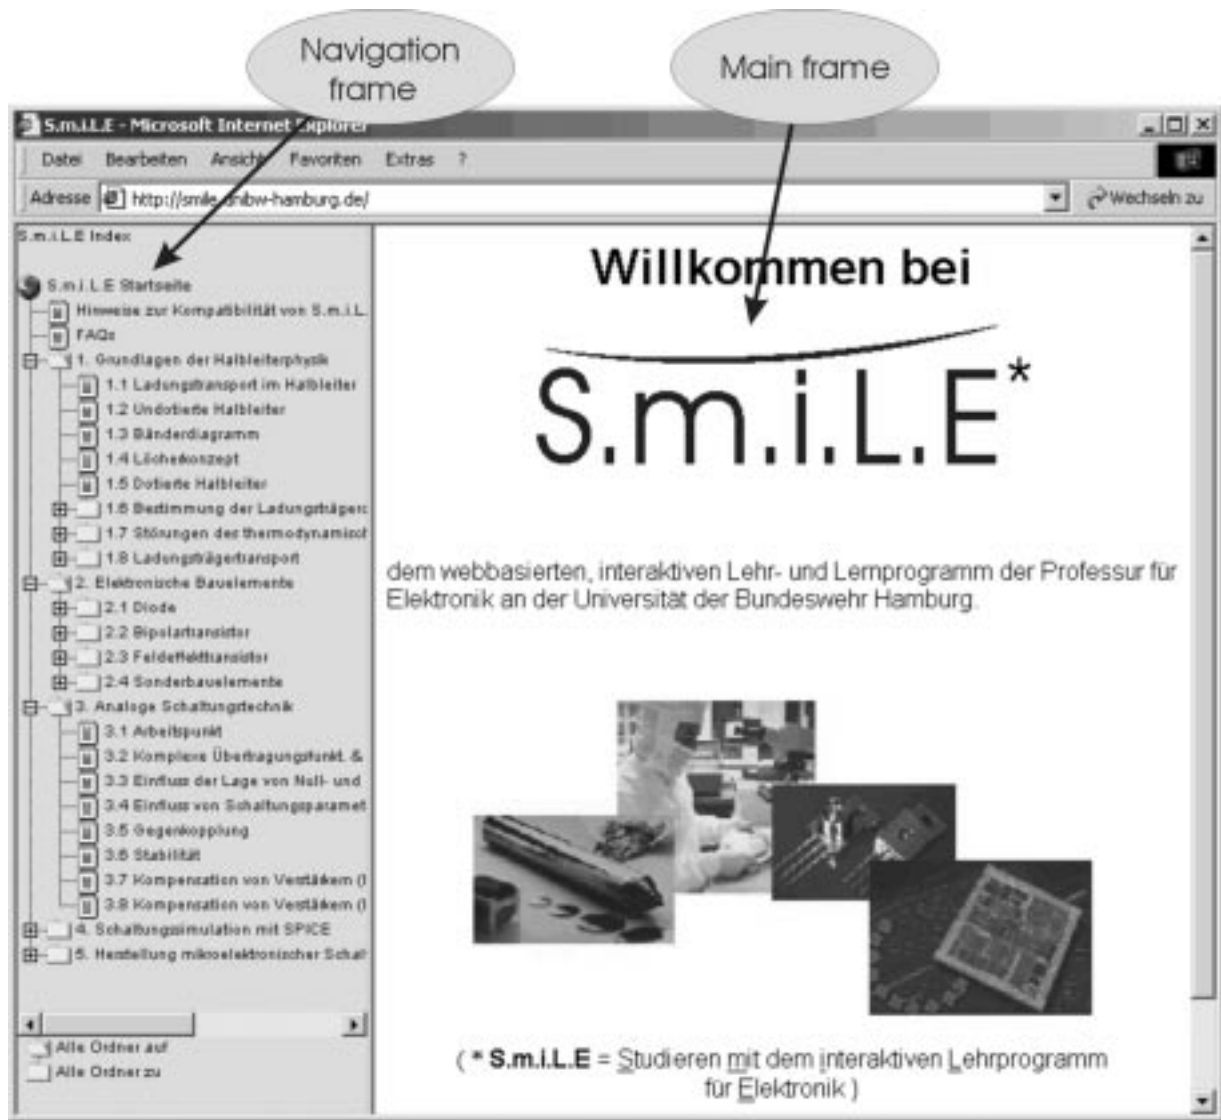 Navigation
frame
Main frame
S.m.i.L.E - Microsoft Internet Explorer
Datei Bearbeiten Ansicht Favoriten Extras ?
Adresse http://smile.unibw-hamburg.de/ Wechseln zu
S.m.i.L.E Index
S.m.i.L.E Startseite
Hinweise zur Kompatibilität von S.m.i.L.
FAQs
1. Grundlagen der Halbleiterphysik
1.1 Ladungstransport im Halbleiter
1.2 Undotierte Halbleiter
1.3 Bänderdiagramm
1.4 Löcherkonzept
1.5 Dotierte Halbleiter
1.6 Bestimmung der Ladungsträger
1.7 Störungen des thermodynamisch
1.8 Ladungsträgertransport
2. Elektronische Bauelemente
2.1 Diode
2.2 Bipolartransistor
2.3 Feldeffekttransistor
2.4 Sonderbauelemente
3. Analoge Schaltungstechnik
3.1 Arbeitspunkt
3.2 Komplexe Übertragungsfunkt. &
3.3 Einfluss der Lage von Null- und
3.4 Einfluss von Schaltungsparamet
3.5 Gegenkopplung
3.6 Stabilität
3.7 Kompensation von Verstärkern (
3.8 Kompensation von Verstärkern (
4. Schaltungssimulation mit SPICE
5. Herstellung mikroelektronischer Schal
Alle Ordner auf
Alle Ordner zu
Willkommen bei
S.m.i.L.E*
dem webbasierten, interaktiven Lehr- und Lernprogramm der Professur für
Elektronik an der Universität der Bundeswehr Hamburg.
( * S.m.i.L.E = Studieren mit dem interaktiven Lehrprogramm
für Elektronik )